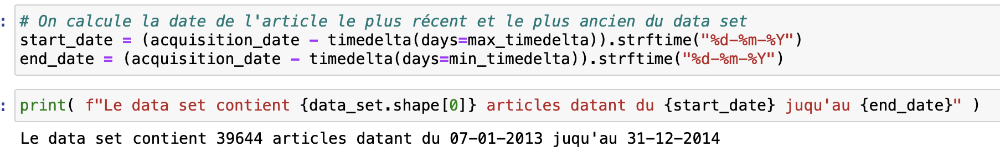 : # On calcule la date de l'article le plus récent et le plus ancien du data set
start_date = (acquisition_date - timedelta(days=max_timedelta)).strftime("%d-%m-%Y")
end_date = (acquisition_date - timedelta(days=min_timedelta)).strftime("%d-%m-%Y")
: print( f"Le data set contient {data_set.shape[0]} articles datant du {start_date} juqu'au {end_date}" )
Le data set contient 39644 articles datant du 07-01-2013 juqu'au 31-12-2014